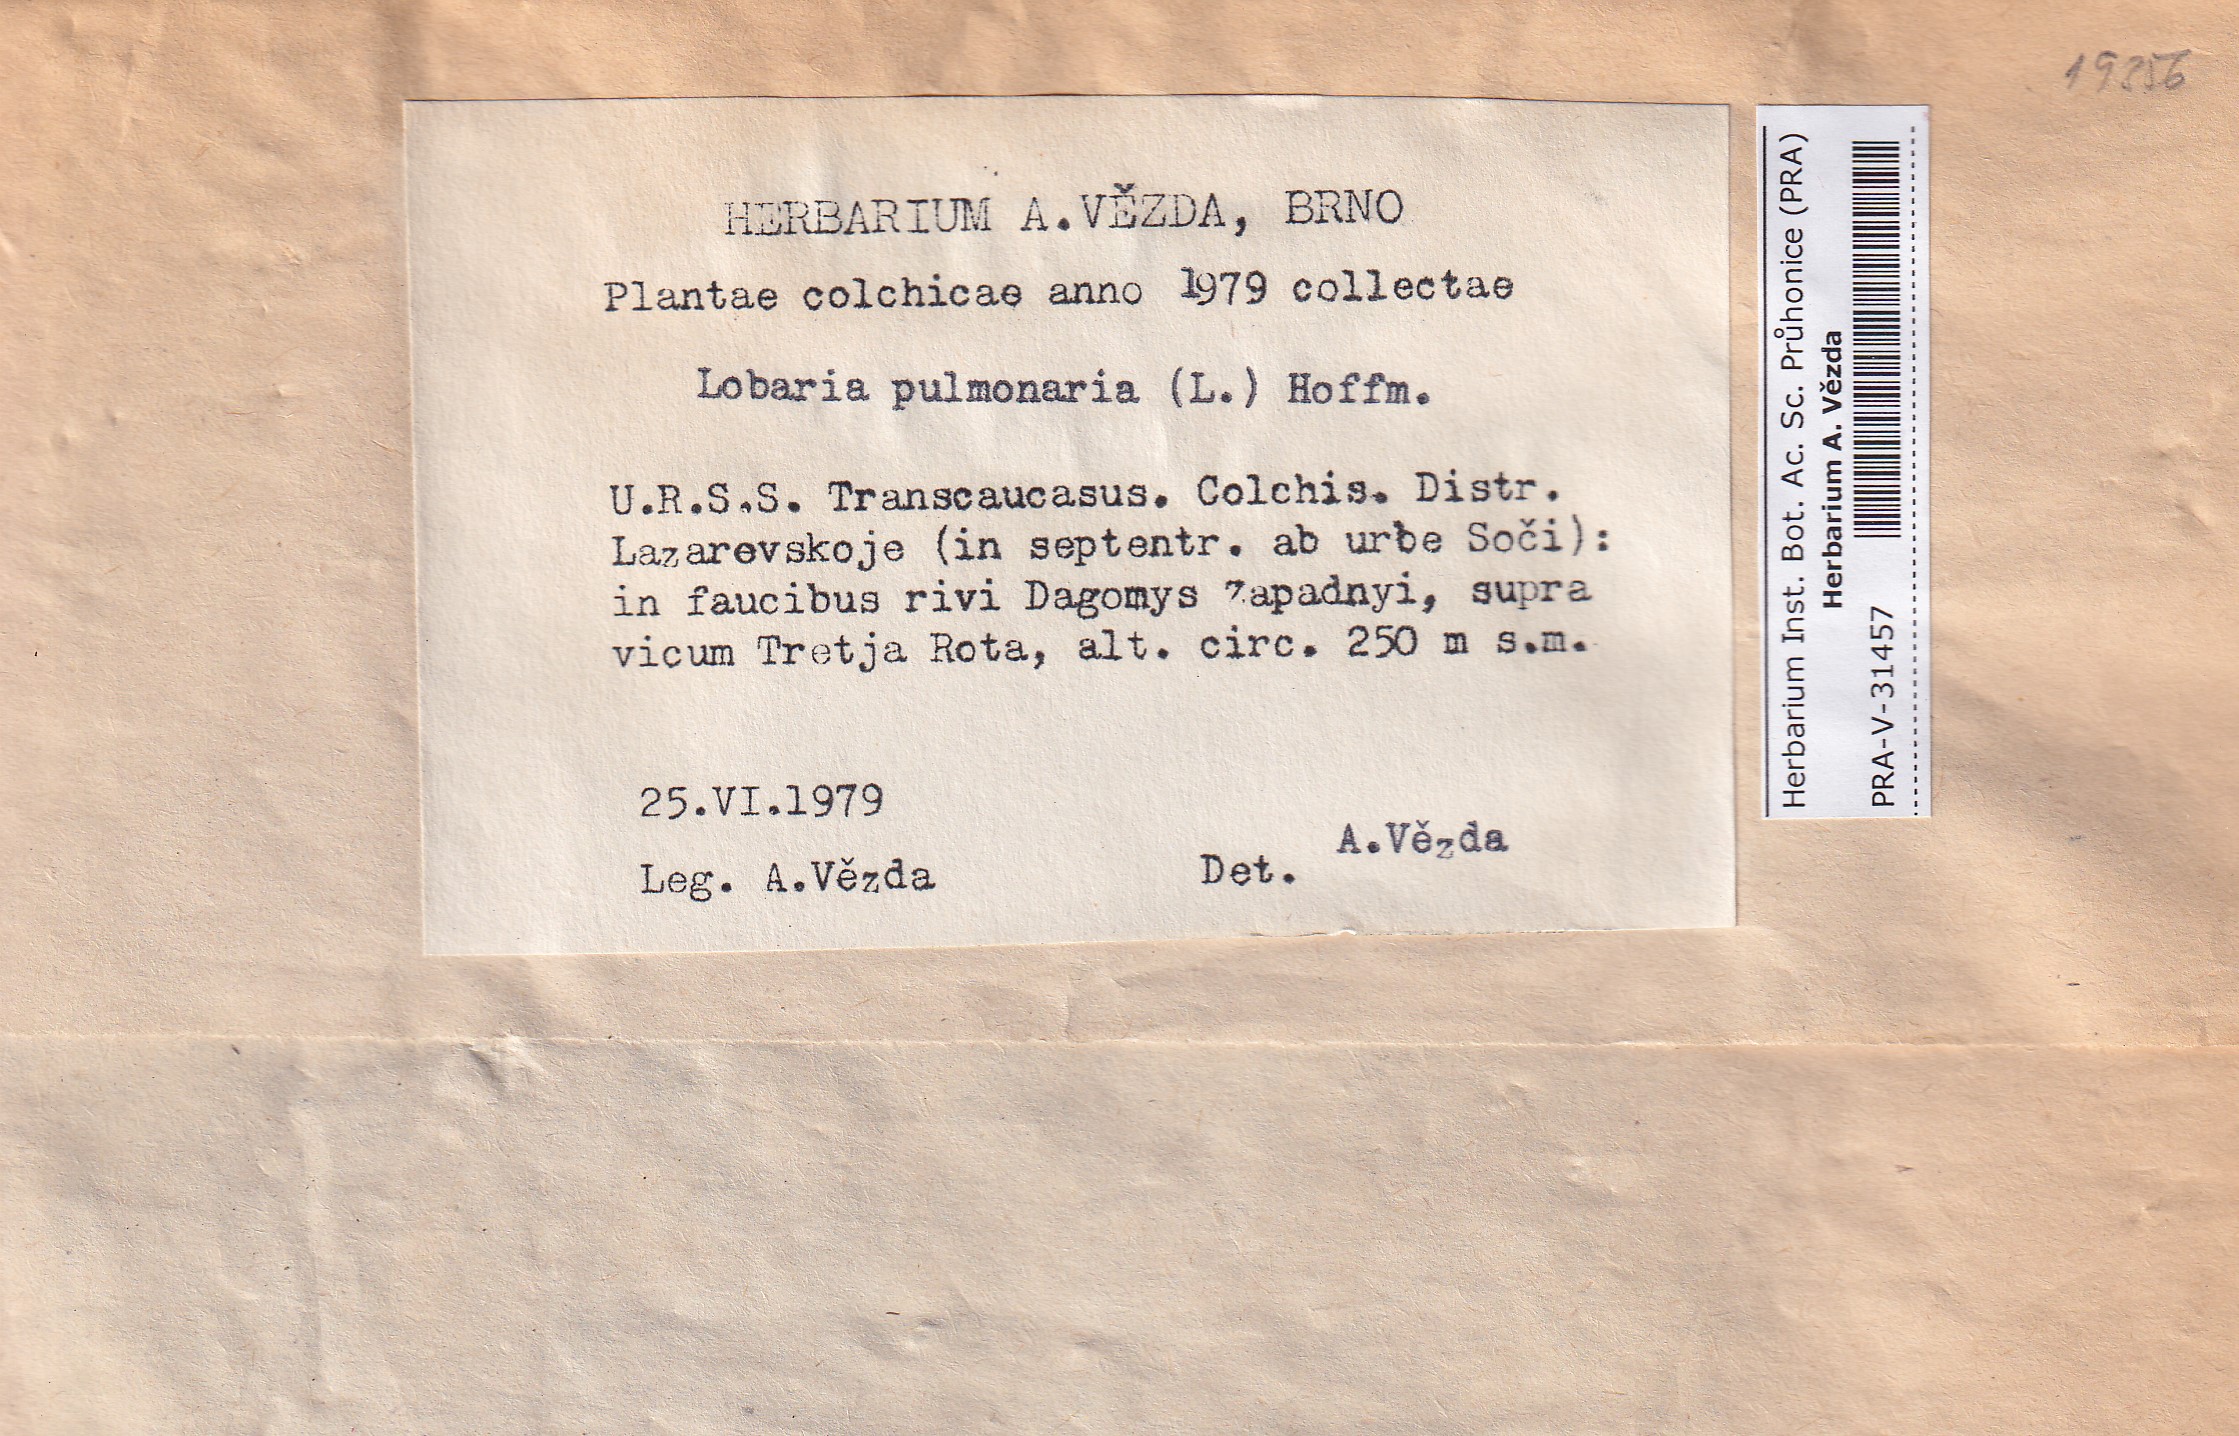 HERBARIUM A.VĚZDA, BRNO
Plantae colchicae anno 1979 collectae
Lobaria pulmonaria (L.) Hoffm.
U.R.S.S. Transcaucasus. Colchis. Distr.
Lazarevskoje (in septentr. ab urbe Soči):
in faucibus rivi Dagomys Zapadnyi, supra
vicum Tretja Rota, alt. circ. 250 m s.m.
25.VI.1979
Leg. A.Vězda
Det. A.Vězda
Herbarium Inst. Bot. Ac. Sc. Průhonice (PRA)
Herbarium A. Vězda
PRA-V-31457